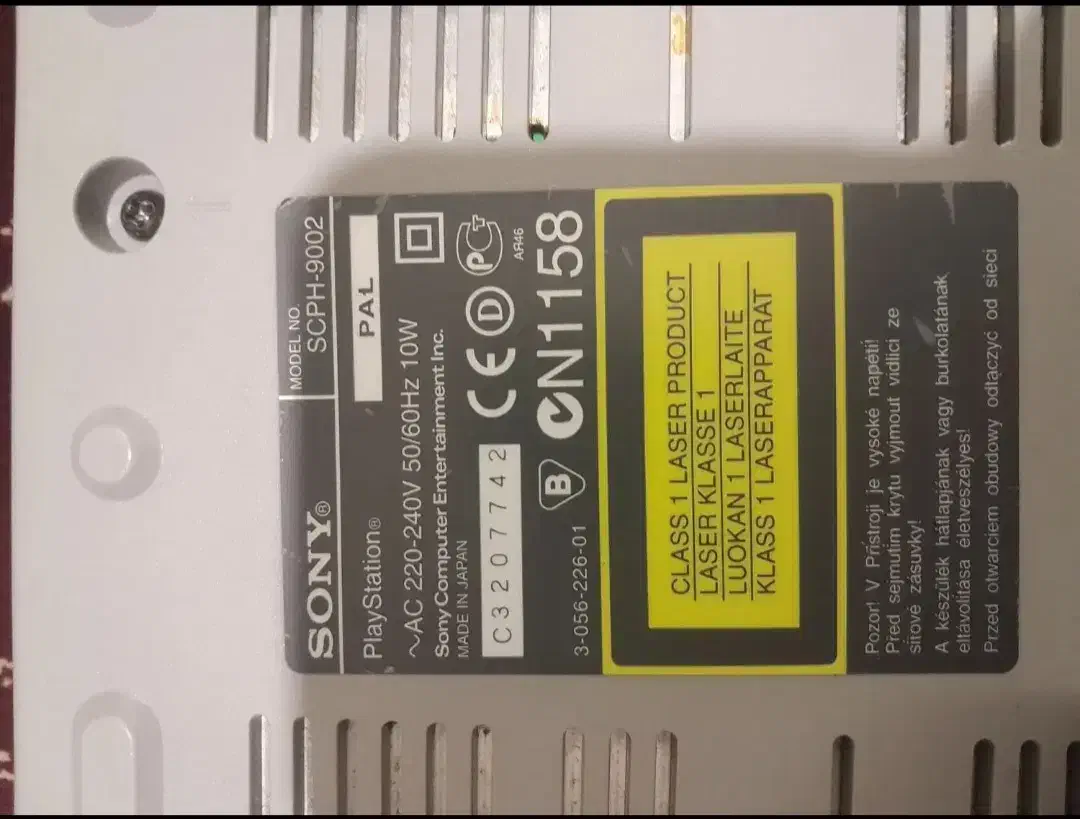 SONY®
MODEL NO.
SCPH-9002
PlayStation®
PAL
~AC 220-240V 50/60Hz 10W
Sony Computer Entertainment Inc.
MADE IN JAPAN
C3207742
CE D PCT
AR46
3-056-226-01
B
N1158
CLASS 1 LASER PRODUCT
LASER KLASSE 1
LUOKAN 1 LASERLAITE
KLASS 1 LASERAPPARAT
Pozor! V Přístroji je vysoké napětí!
Před sejmutím krytu vyjmout vidlici ze
síťové zásuvky!
A készülék hátlapjának vagy burkolatának
eltávolítása életveszélyes!
Przed otwarciem obudowy odłączyć od sieci